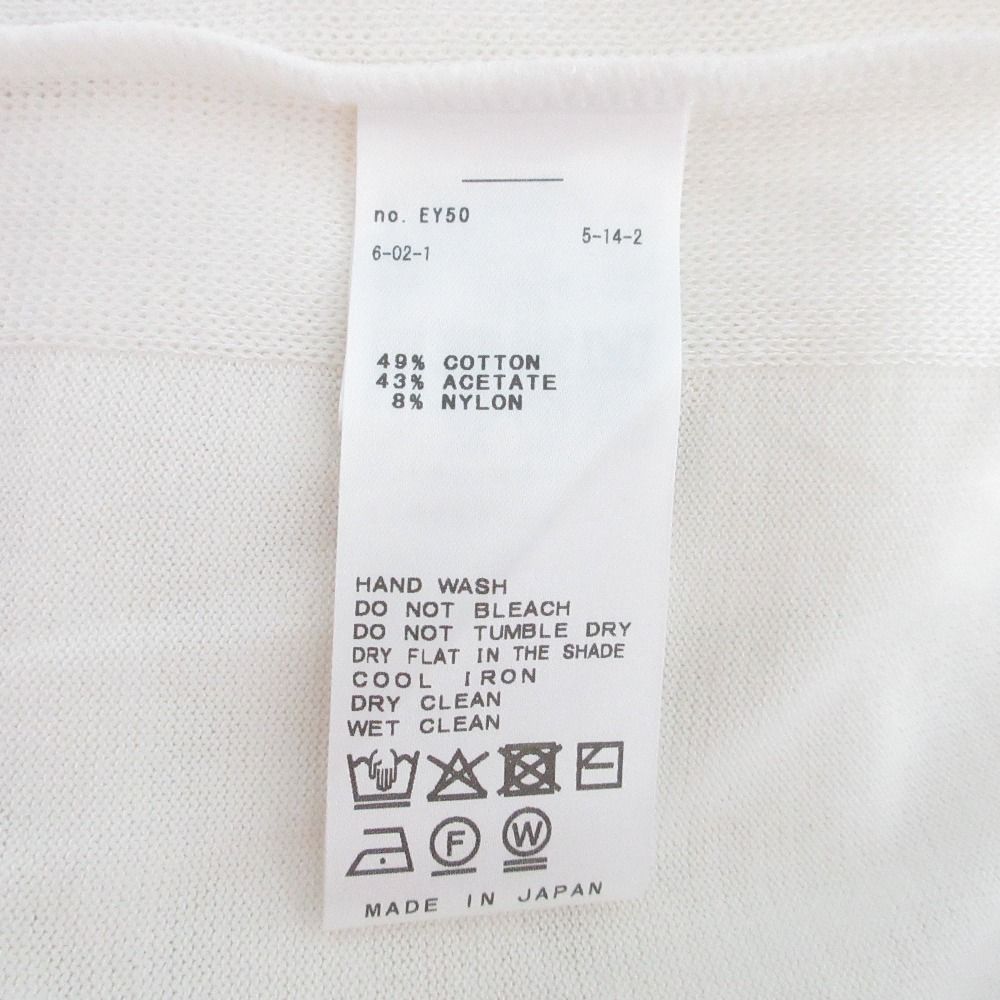 no. EY50
5-14-2
6-02-1
49% COTTON
43% ACETATE
8% NYLON
HAND WASH
DO NOT BLEACH
DO NOT TUMBLE DRY
DRY FLAT IN THE SHADE
COOL IRON
DRY CLEAN
WET CLEAN
F W
MADE IN JAPAN